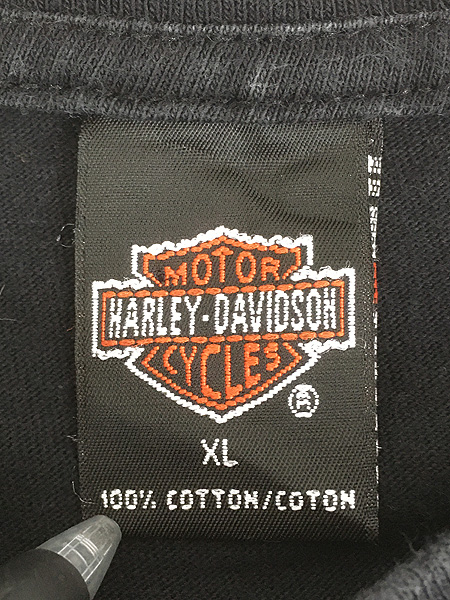 MOTOR
HARLEY-DAVIDSON
CYCLES
®
XL
100% COTTON/COTON